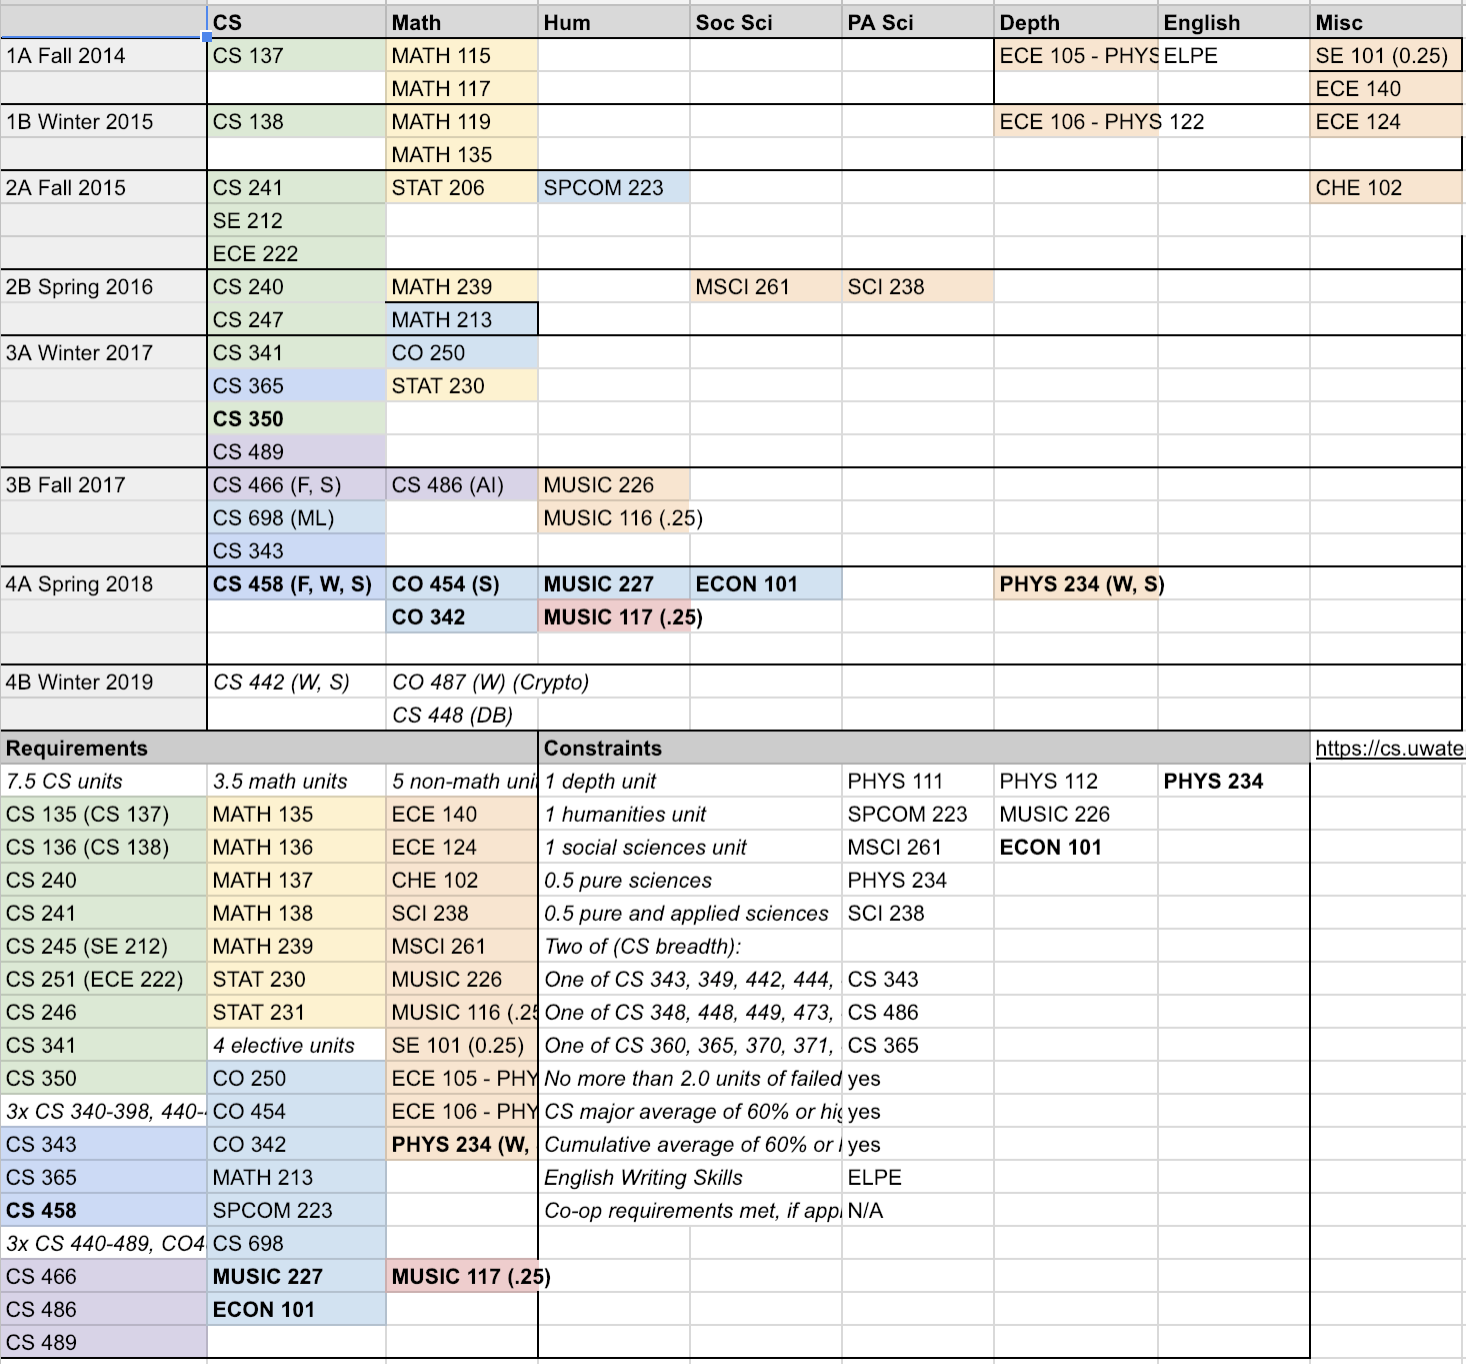 CS Math Hum Soc Sci PA Sci Depth English Misc
1A Fall 2014 CS 137 MATH 115 ECE 105 - PHYS ELPE SE 101 (0.25)
MATH 117 ECE 140
1B Winter 2015 CS 138 MATH 119 ECE 106 - PHYS 122 ECE 124
MATH 135
2A Fall 2015 CS 241 STAT 206 SPCOM 223 CHE 102
SE 212
ECE 222
2B Spring 2016 CS 240 MATH 239 MSCI 261 SCI 238
CS 247 MATH 213
3A Winter 2017 CS 341 CO 250
CS 365 STAT 230
CS 350
CS 489
3B Fall 2017 CS 466 (F, S) CS 486 (AI) MUSIC 226
CS 698 (ML) MUSIC 116 (.25)
CS 343
4A Spring 2018 CS 458 (F, W, S) CO 454 (S) MUSIC 227 ECON 101 PHYS 234 (W, S)
CO 342 MUSIC 117 (.25)
4B Winter 2019 CS 442 (W, S) CO 487 (W) (Crypto)
CS 448 (DB)
Requirements Constraints https://cs.uwate
7.5 CS units 3.5 math units 5 non-math uni 1 depth unit PHYS 111 PHYS 112 PHYS 234
CS 135 (CS 137) MATH 135 ECE 140 1 humanities unit SPCOM 223 MUSIC 226
CS 136 (CS 138) MATH 136 ECE 124 1 social sciences unit MSCI 261 ECON 101
CS 240 MATH 137 CHE 102 0.5 pure sciences PHYS 234
CS 241 MATH 138 SCI 238 0.5 pure and applied sciences SCI 238
CS 245 (SE 212) MATH 239 MSCI 261 Two of (CS breadth):
CS 251 (ECE 222) STAT 230 MUSIC 226 One of CS 343, 349, 442, 444, CS 343
CS 246 STAT 231 MUSIC 116 (.25 One of CS 348, 448, 449, 473, CS 486
CS 341 4 elective units SE 101 (0.25) One of CS 360, 365, 370, 371, CS 365
CS 350 CO 250 ECE 105 - PHY No more than 2.0 units of failed yes
3x CS 340-398, 440- CO 454 ECE 106 - PHY CS major average of 60% or hig yes
CS 343 CO 342 PHYS 234 (W, Cumulative average of 60% or yes
CS 365 MATH 213 English Writing Skills ELPE
CS 458 SPCOM 223 Co-op requirements met, if appl N/A
3x CS 440-489, CO4 CS 698
CS 466 MUSIC 227 MUSIC 117 (.25)
CS 486 ECON 101
CS 489